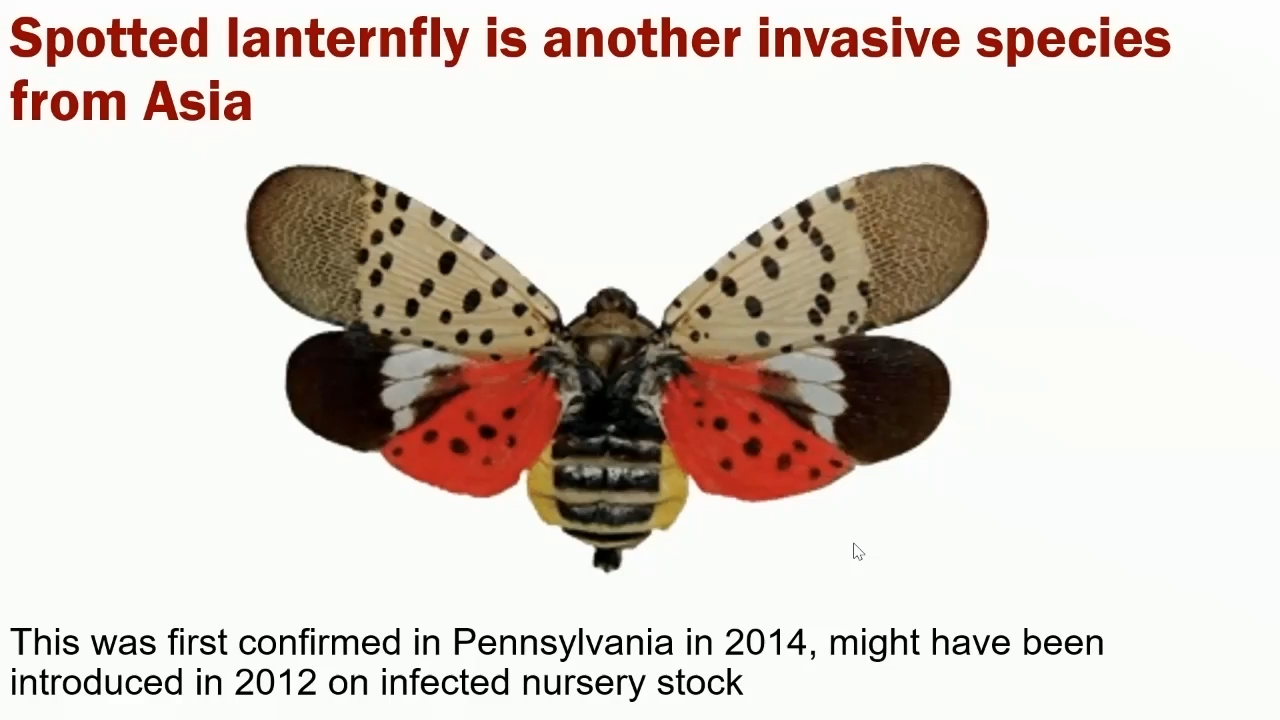 Spotted lanternfly is another invasive species
from Asia
This was first confirmed in Pennsylvania in 2014, might have been
introduced in 2012 on infected nursery stock